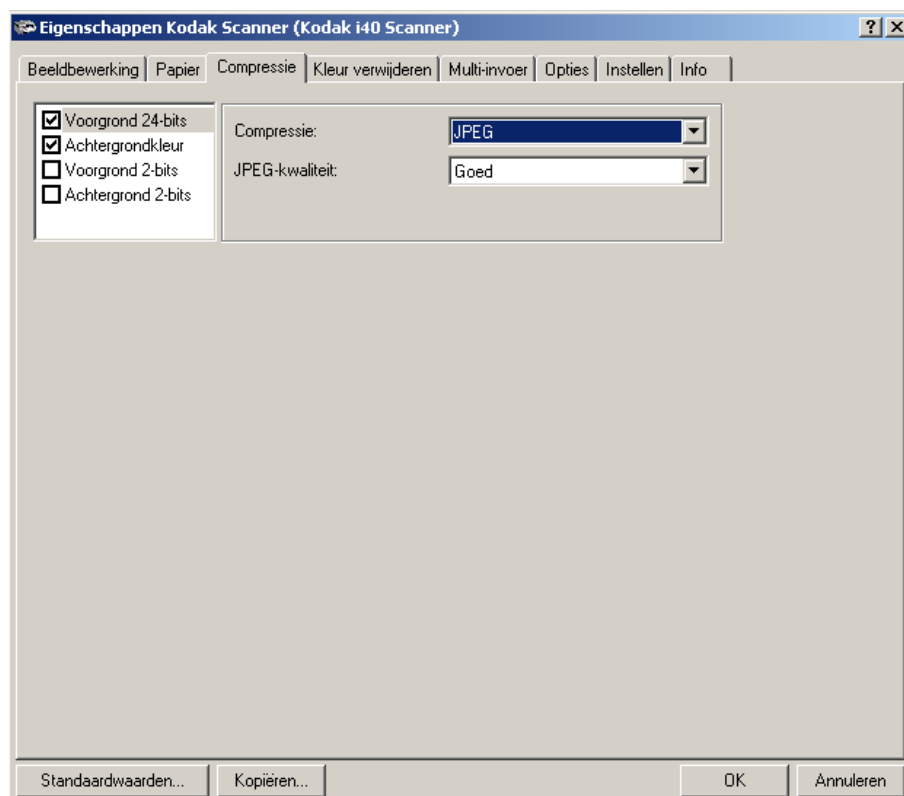 Eigenschappen Kodak Scanner (Kodak i40 Scanner)
Beeldbewerking Papier Compressie Kleur verwijderen Multi-invoer Opties Instellen Info
Voorgrond 24-bits
Achtergrondkleur
Voorgrond 2-bits
Achtergrond 2-bits
Compressie: JPEG
JPEG-kwaliteit: Goed
Standaardwaarden... Kopiëren... OK Annuleren